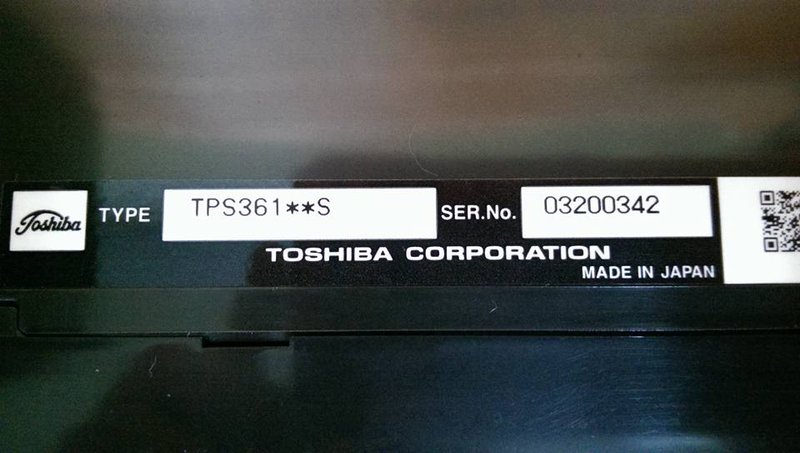 Toshiba TYPE TPS361**S SER.No. 03200342
TOSHIBA CORPORATION
MADE IN JAPAN